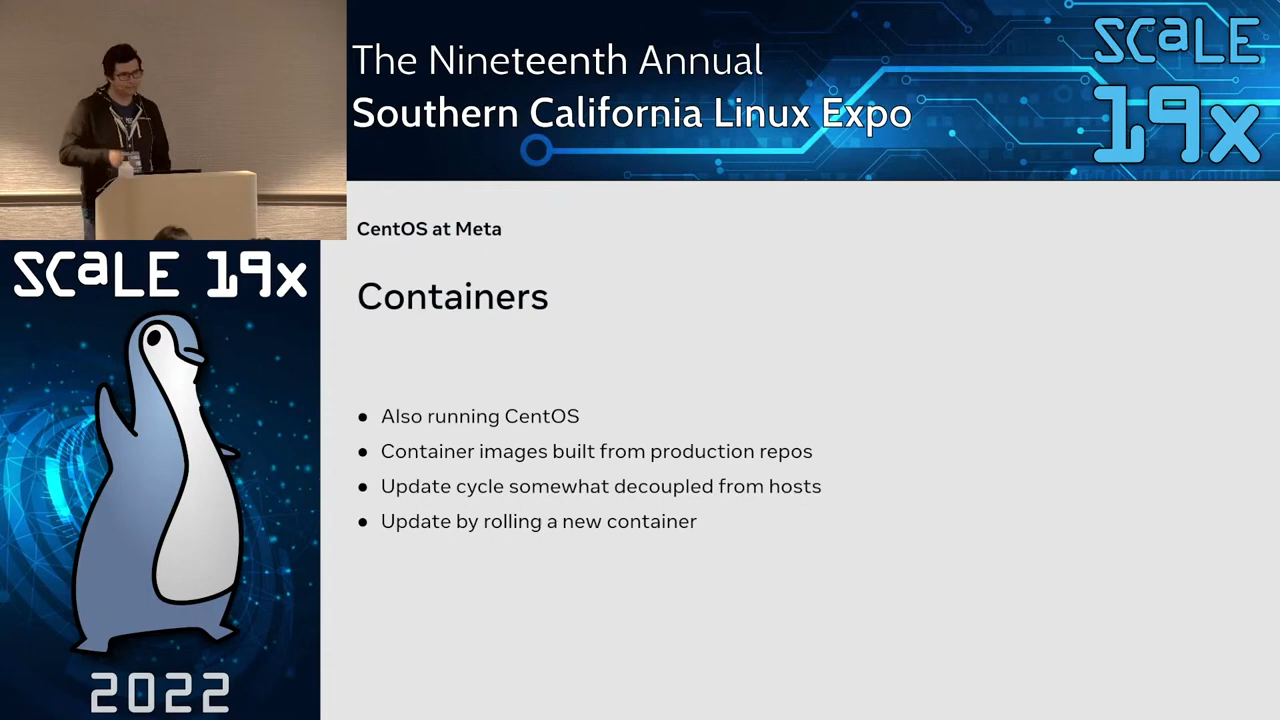 The Nineteenth Annual
Southern California Linux Expo
SCaLE
19x
CentOS at Meta
SCaLE 19x
Containers
● Also running CentOS
● Container images built from production repos
● Update cycle somewhat decoupled from hosts
● Update by rolling a new container
2022